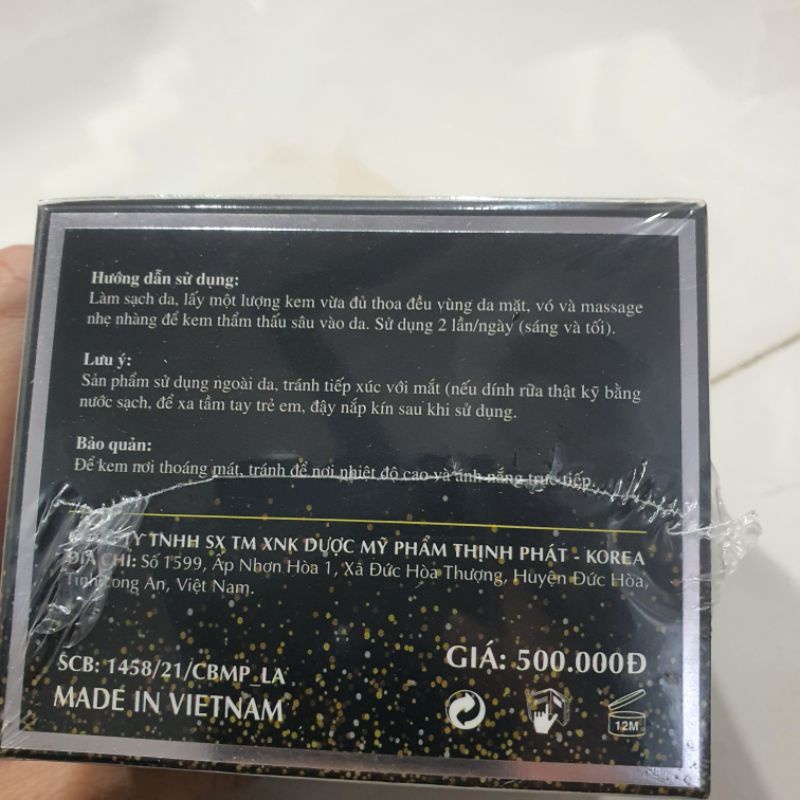 Hướng dẫn sử dụng:
Làm sạch da, lấy một lượng kem vừa đủ thoa đều vùng da mặt, vó và massage
nhẹ nhàng để kem thẩm thấu sâu vào da. Sử dụng 2 lần/ngày (sáng và tối).
Lưu ý:
Sản phẩm sử dụng ngoài da, tránh tiếp xúc với mắt (nếu dính rữa thật kỹ bằng
nước sạch, để xa tầm tay trẻ em, đậy nắp kín sau khi sử dụng.
Bảo quản:
Để kem nơi thoáng mát, tránh để nơi nhiệt độ cao và ánh nắng trực tiếp.
CÔNG TY TNHH SX TM XNK DƯỢC MỸ PHẨM THỊNH PHÁT - KOREA
ĐỊA CHỈ: Số 1599, Ấp Nhơn Hòa 1, Xã Đức Hòa Thượng, Huyện Đức Hòa,
Tỉnh Long An, Việt Nam.
SCB: 1458/21/CBMP_LA
GIÁ: 500.000Đ
MADE IN VIETNAM
12M